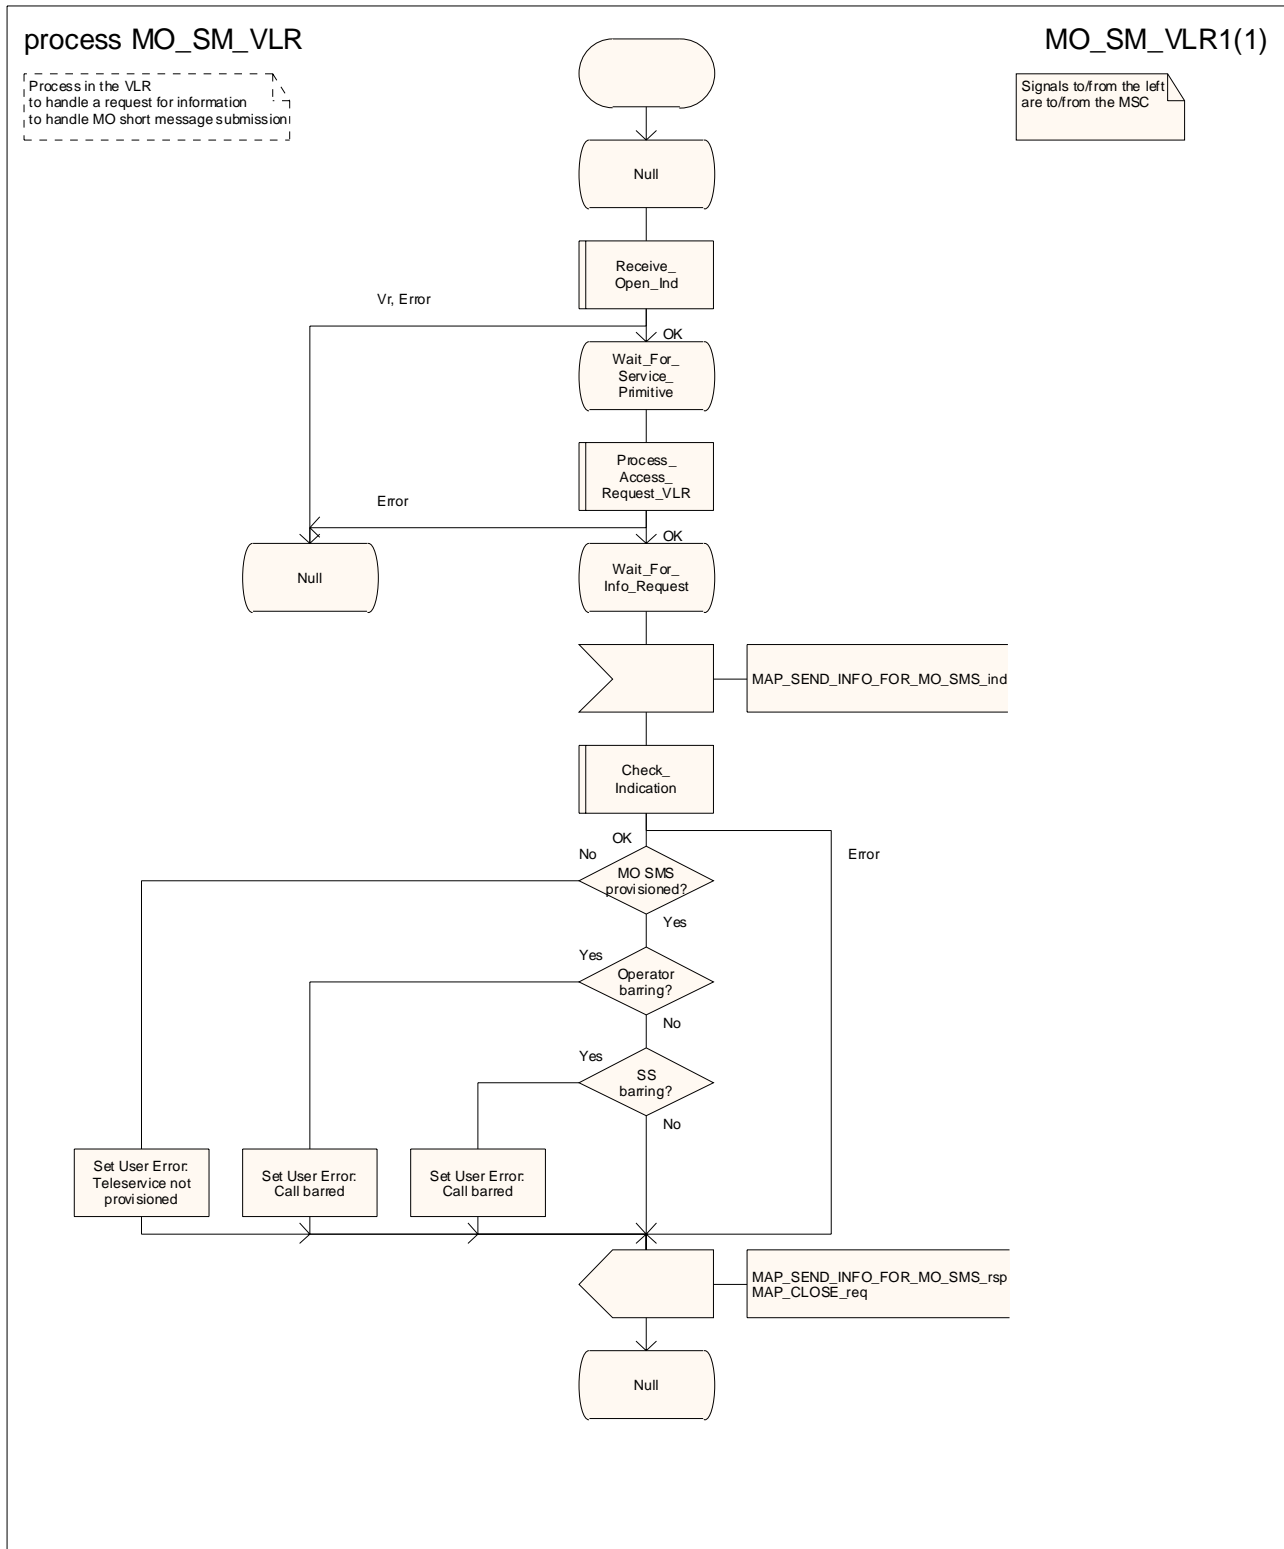 process MO_SM_VLR
MO_SM_VLR1(1)
Process in the VLR
to handle a request for information
to handle MO short message submission
Signals to/from the left
are to/from the MSC
Null
Receive_
Open_Ind
Vr, Error
OK
Wait_For_
Service_
Primitive
Process_
Access_
Request_VLR
Error
OK
Null
Wait_For_
Info_Request
MAP_SEND_INFO_FOR_MO_SMS_ind
Check_
Indication
OK
No
Error
MO SMS
provisioned?
Yes
Yes
Operator
barring?
No
Yes
SS
barring?
No
Set User Error:
Teleservice not
provisioned
Set User Error:
Call barred
Set User Error:
Call barred
MAP_SEND_INFO_FOR_MO_SMS_rsp
MAP_CLOSE_req
Null